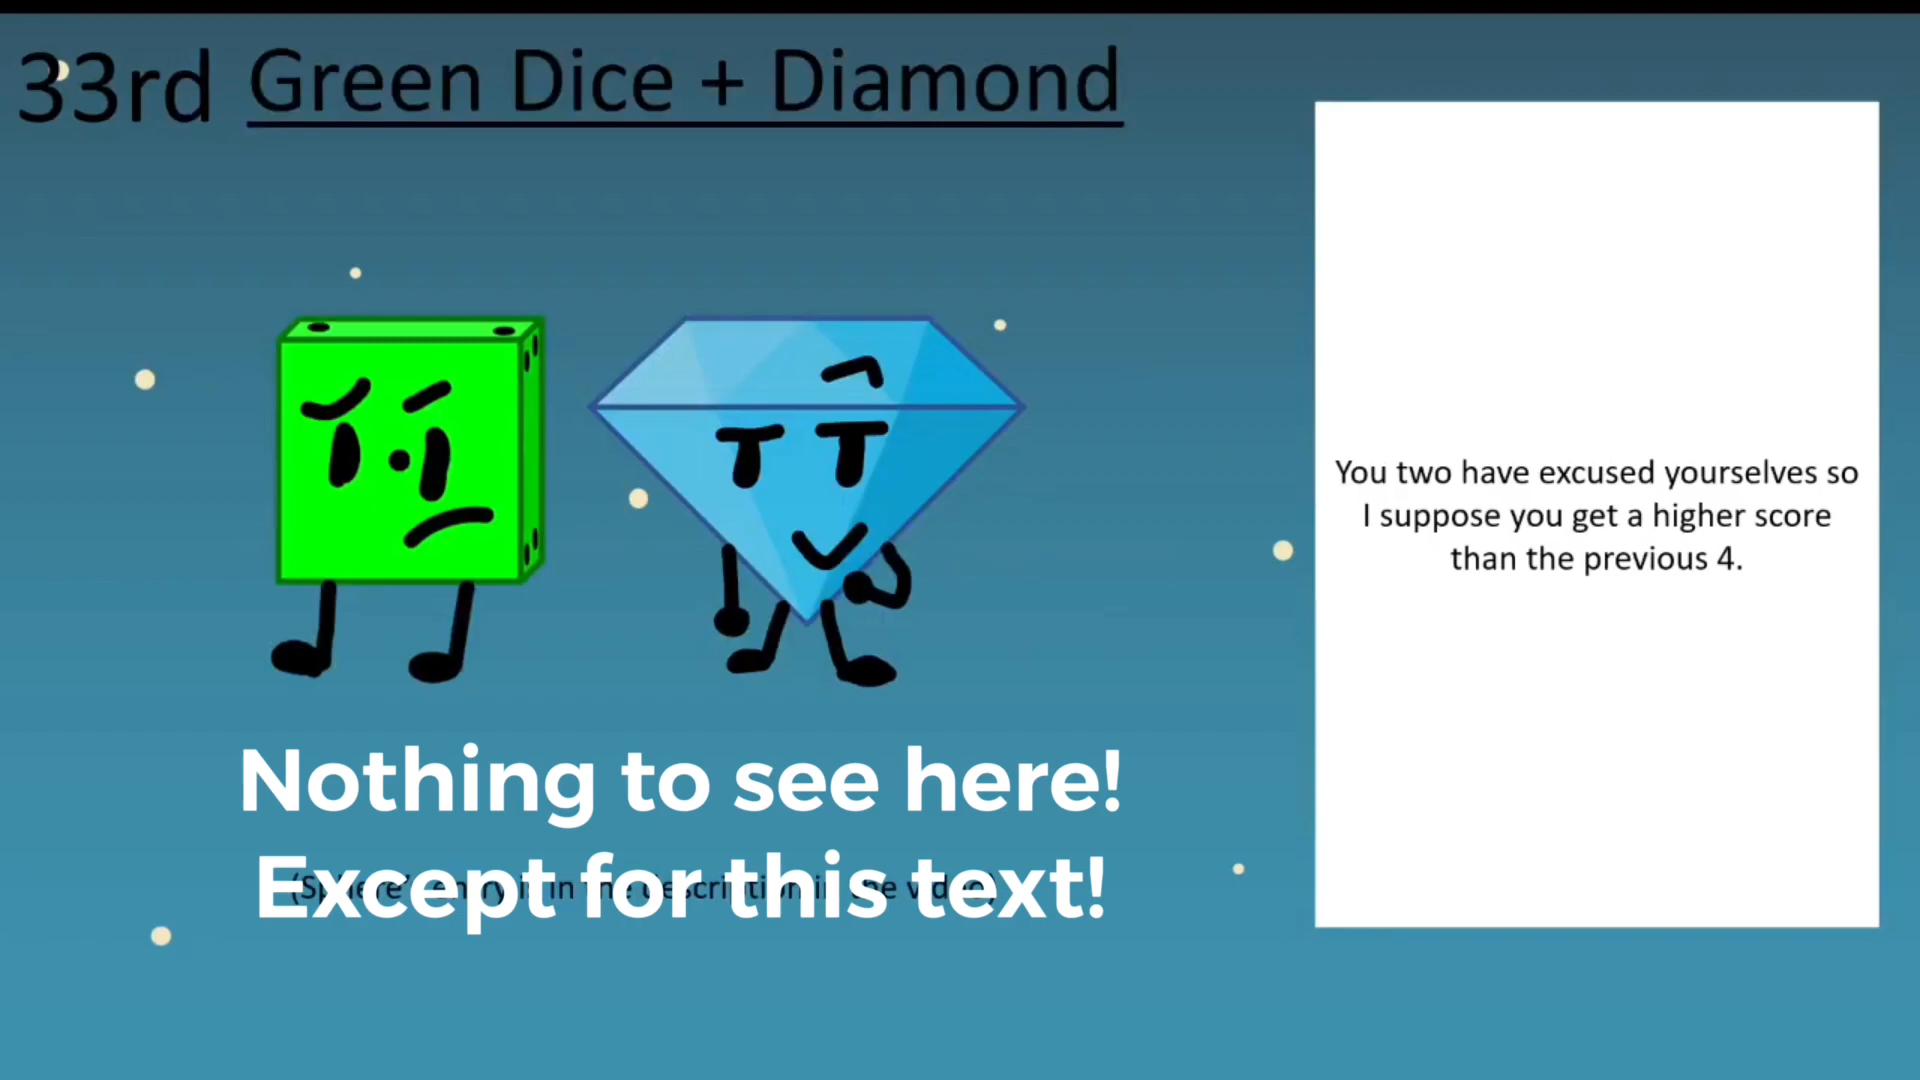 33rd Green Dice + Diamond
You two have excused yourselves so
I suppose you get a higher score
than the previous 4.
Nothing to see here!
Except for this text!